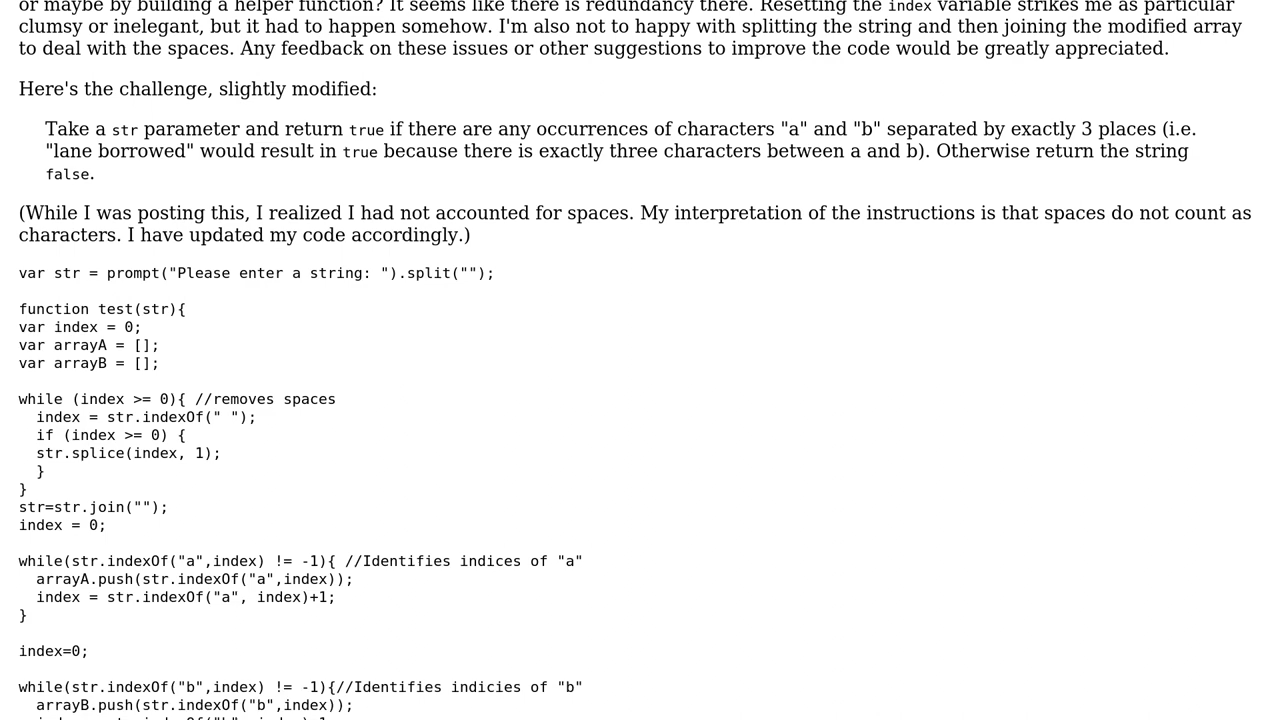 or maybe by building a helper function? It seems like there is redundancy there. Resetting the index variable strikes me as particular
clumsy or inelegant, but it had to happen somehow. I'm also not to happy with splitting the string and then joining the modified array
to deal with the spaces. Any feedback on these issues or other suggestions to improve the code would be greatly appreciated.
Here's the challenge, slightly modified:
Take a str parameter and return true if there are any occurrences of characters "a" and "b" separated by exactly 3 places (i.e.
"lane borrowed" would result in true because there is exactly three characters between a and b). Otherwise return the string
false.
(While I was posting this, I realized I had not accounted for spaces. My interpretation of the instructions is that spaces do not count as
characters. I have updated my code accordingly.)
var str = prompt("Please enter a string: ").split("");
function test(str){
var index = 0;
var arrayA = [];
var arrayB = [];
while (index >= 0){ //removes spaces
  index = str.indexOf(" ");
  if (index >= 0) {
  str.splice(index, 1);
  }
}
str=str.join("");
index = 0;
while(str.indexOf("a",index) != -1){ //Identifies indices of "a"
  arrayA.push(str.indexOf("a",index));
  index = str.indexOf("a", index)+1;
}
index=0;
while(str.indexOf("b",index) != -1){//Identifies indicies of "b"
  arrayB.push(str.indexOf("b",index));